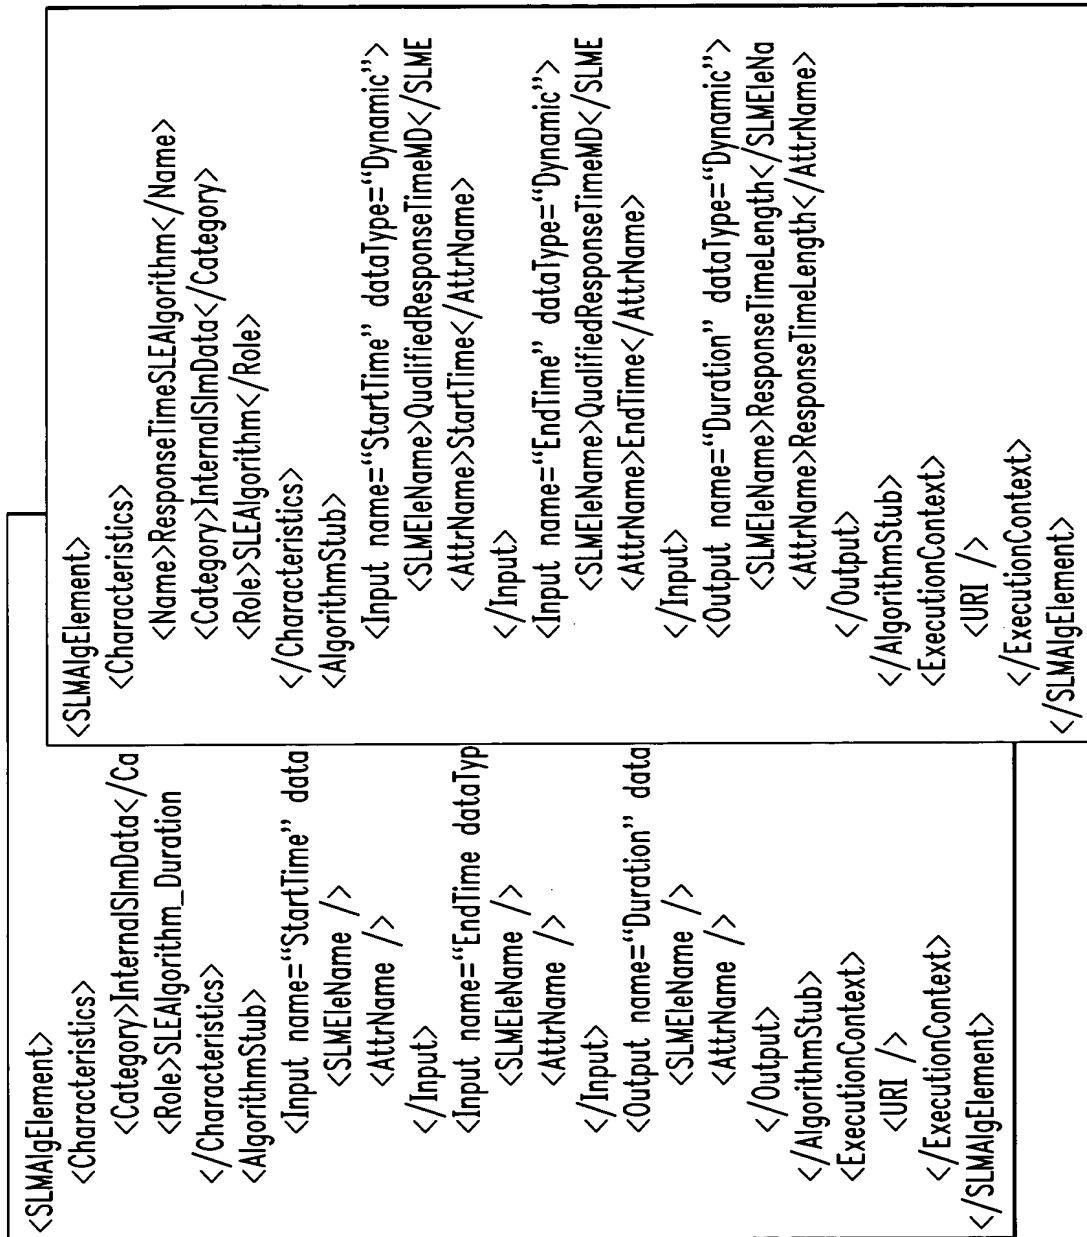 <SLMAlgElement>
<Characteristics>
<Category>InternalSlmData</Ca
<Role>SLEAlgorithm_Duration
</Characteristics>
<AlgorithmStub>
<Input name=“StartTime” data
<SLMEleName />
<AttrName />
</Input>
<Input name=“EndTime dataTyp
<SLMEleName />
<AttrName />
</Input>
<Output name=“Duration” data
<SLMEleName />
<AttrName />
</Output>
</AlgorithmStub>
<ExecutionContext>
<URI />
</ExecutionContext>
</SLMAlgElement>
<SLMAlgElement>
<Characteristics>
<Name>ResponseTimeSLEAlgorithm</Name>
<Category>InternalSlmData</Category>
<Role>SLEAlgorithm</Role>
</Characteristics>
<AlgorithmStub>
<Input name=“StartTime” dataType=“Dynamic”>
<SLMEleName>QualifiedResponseTimeMD</SLME
<AttrName>StartTime</AttrName>
</Input>
<Input name=“EndTime” dataType=“Dynamic”>
<SLMEleName>QualifiedResponseTimeMD</SLME
<AttrName>EndTime</AttrName>
</Input>
<Output name=“Duration” dataType=“Dynamic”>
<SLMEleName>ResponseTimeLength</SLMEleNa
<AttrName>ResponseTimeLength</AttrName>
</Output>
</AlgorithmStub>
<ExecutionContext>
<URI />
</ExecutionContext>
</SLMAlgElement>